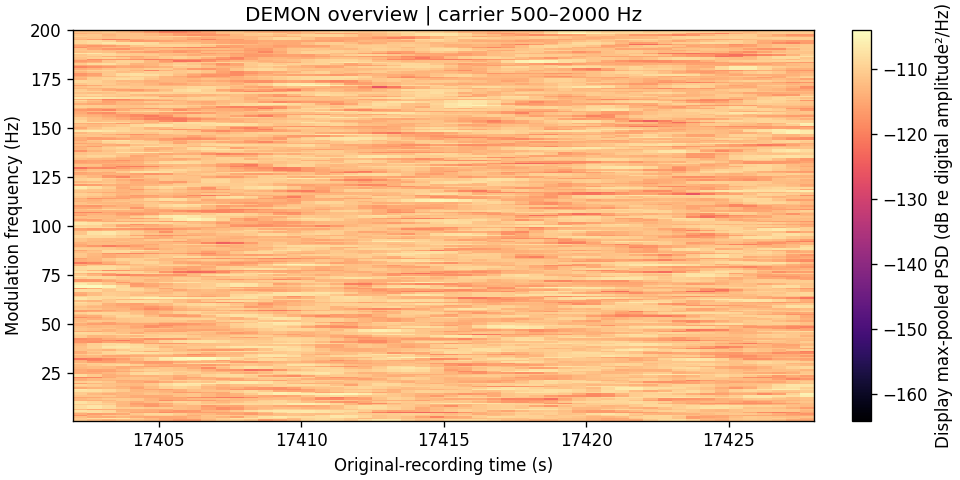 DEMON overview | carrier 500–2000 Hz
200
175
150
125
100
75
50
25
Modulation frequency (Hz)
17405 17410 17415 17420 17425
Original-recording time (s)
−110
−120
−130
−140
−150
−160
Display max-pooled PSD (dB re digital amplitude²/Hz)